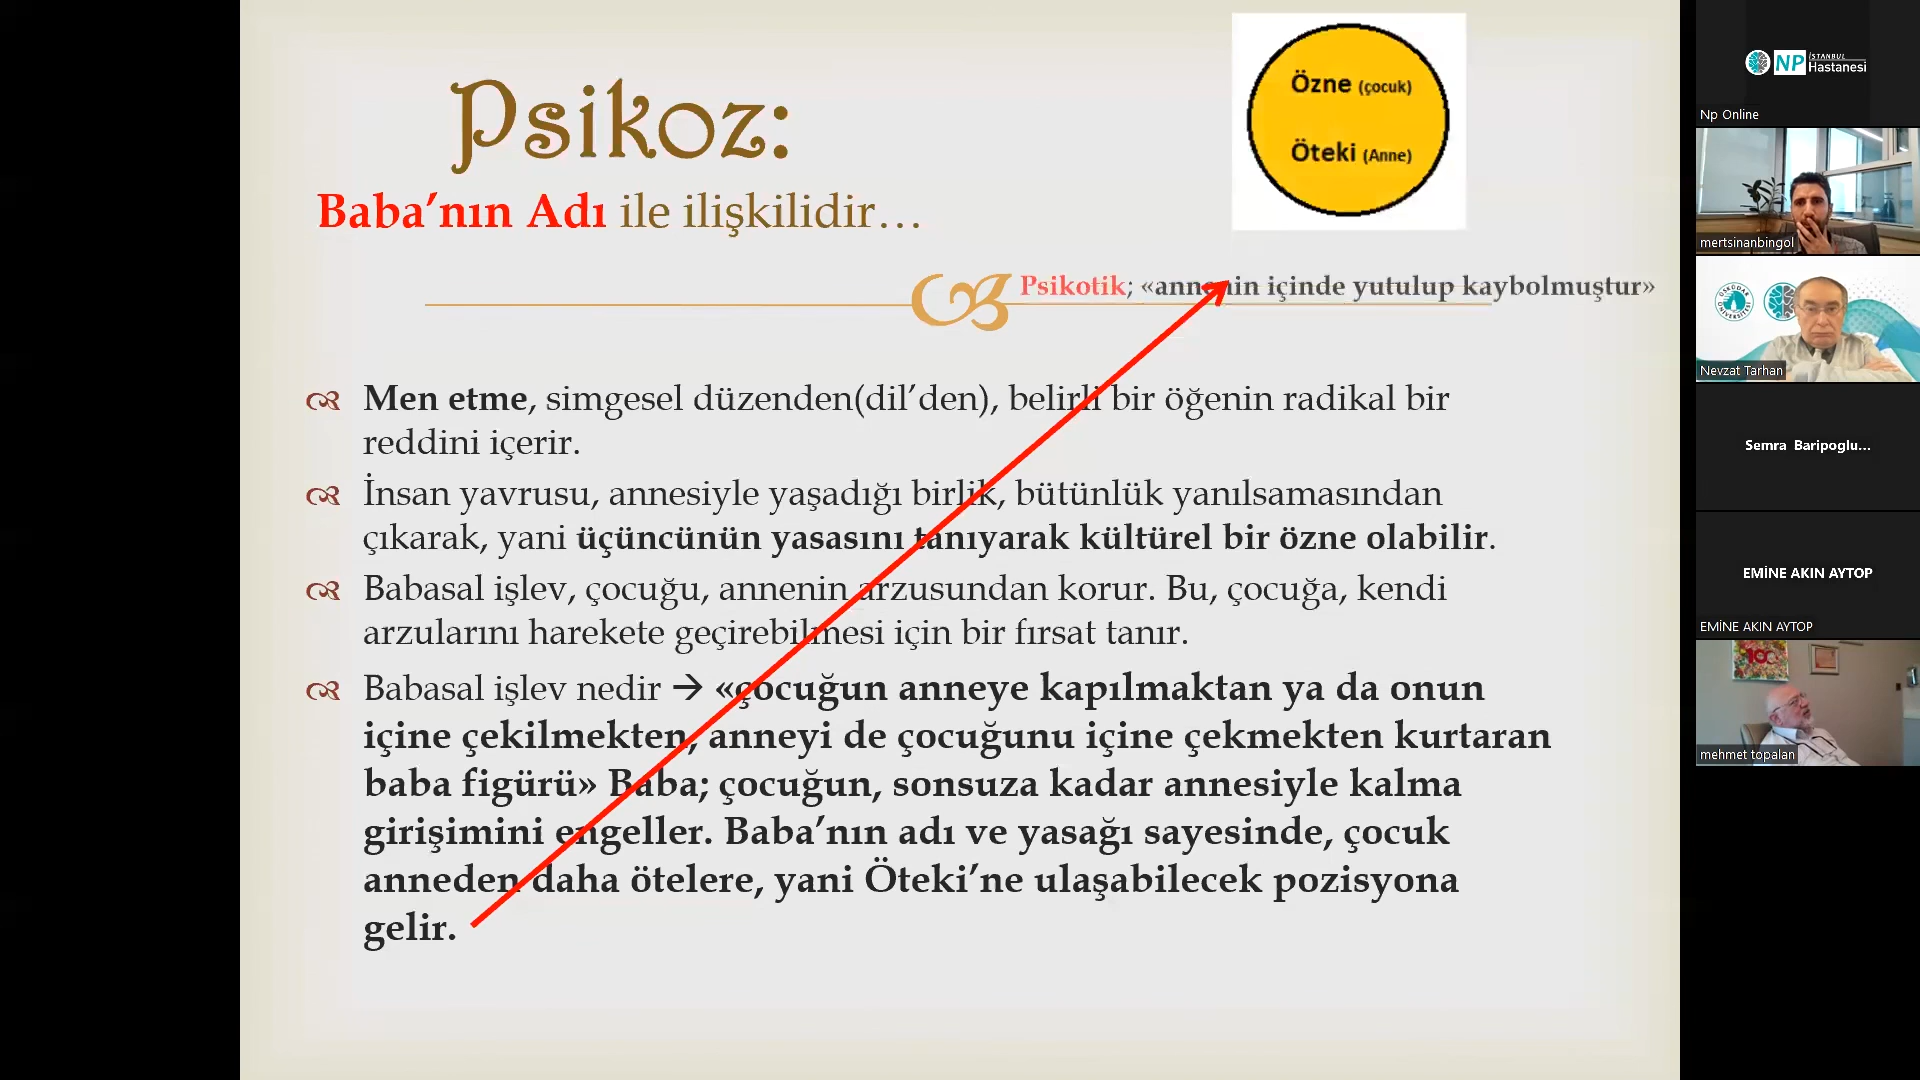 Psikoz:
Baba’nın Adı ile ilişkilidir…
Özne (çocuk)
Öteki (Anne)
Psikotik; «annenin içinde yutulup kaybolmuştur»
Men etme, simgesel düzenden(dil’den), belirli bir öğenin radikal bir
reddini içerir.
İnsan yavrusu, annesiyle yaşadığı birlik, bütünlük yanılsamasından
çıkarak, yani üçüncünün yasasını tanıyarak kültürel bir özne olabilir.
Babasal işlev, çocuğu, annenin arzusundan korur. Bu, çocuğa, kendi
arzularını harekete geçirebilmesi için bir fırsat tanır.
Babasal işlev nedir → «çocuğun anneye kapılmaktan ya da onun
içine çekilmekten, anneyi de çocuğunu içine çekmekten kurtaran
baba figürü» Baba; çocuğun, sonsuza kadar annesiyle kalma
girişimini engeller. Baba’nın adı ve yasağı sayesinde, çocuk
anneden daha ötelere, yani Öteki’ne ulaşabilecek pozisyona
gelir.
NP İSTANBUL
Hastanesi
Np Online
mertsinanbingol
ÜSKÜDAR
ÜNİVERSİTESİ
Nevzat Tarhan
Semra Baripoglu...
EMİNE AKIN AYTOP
EMİNE AKIN AYTOP
100
mehmet topalan